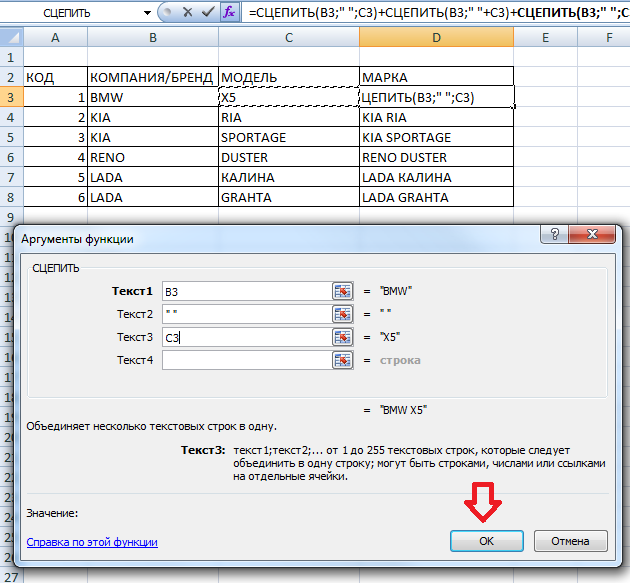 СЦЕПИТЬ =СЦЕПИТЬ(B3;" ";C3)+СЦЕПИТЬ(B3;" "+C3)+СЦЕПИТЬ(B3;" ";C
A B C D E F
1
2 КОД КОМПАНИЯ/БРЕНД МОДЕЛЬ МАРКА
3 1 BMW X5 ЦЕПИТЬ(B3;" ";C3)
4 2 KIA RIA KIA RIA
5 3 KIA SPORTAGE KIA SPORTAGE
6 4 RENO DUSTER RENO DUSTER
7 5 LADA КАЛИНА LADA КАЛИНА
8 6 LADA GRAНТА LADA GRAНТА
9
Аргументы функции
СЦЕПИТЬ
Текст1 B3 = "BMW"
Текст2 " " = " "
Текст3 C3 = "X5"
Текст4 = строка
= "BMW X5"
Объединяет несколько текстовых строк в одну.
Текст3: текст1;текст2;... от 1 до 255 текстовых строк, которые следует
объединить в одну строку; могут быть строками, числами или ссылками
на отдельные ячейки.
Значение:
Справка по этой функции OK Отмена
27